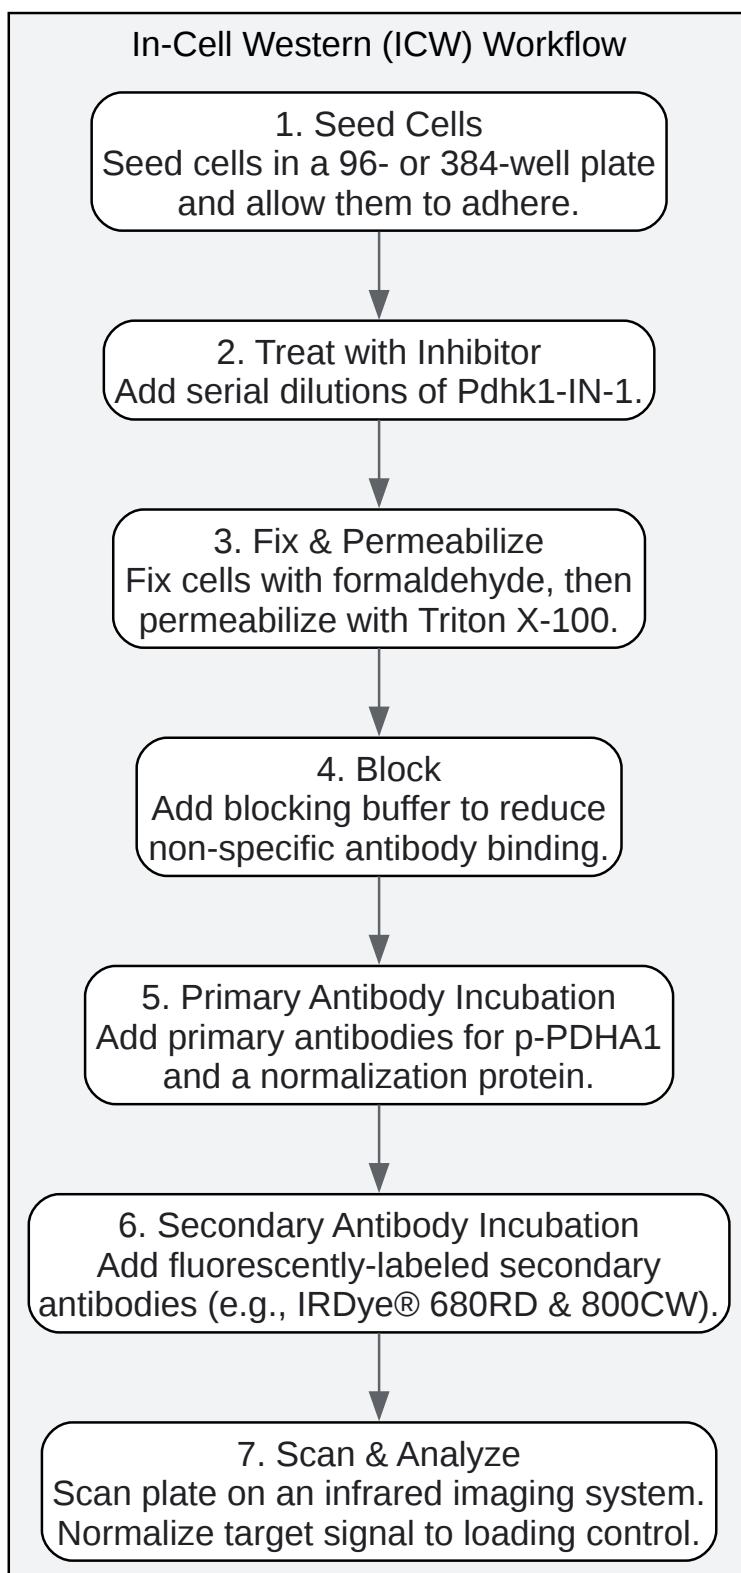 In-Cell Western (ICW) Workflow
1. Seed Cells
Seed cells in a 96- or 384-well plate
and allow them to adhere.
2. Treat with Inhibitor
Add serial dilutions of Pdhk1-IN-1.
3. Fix & Permeabilize
Fix cells with formaldehyde, then
permeabilize with Triton X-100.
4. Block
Add blocking buffer to reduce
non-specific antibody binding.
5. Primary Antibody Incubation
Add primary antibodies for p-PDHA1
and a normalization protein.
6. Secondary Antibody Incubation
Add fluorescently-labeled secondary
antibodies (e.g., IRDye® 680RD & 800CW).
7. Scan & Analyze
Scan plate on an infrared imaging system.
Normalize target signal to loading control.